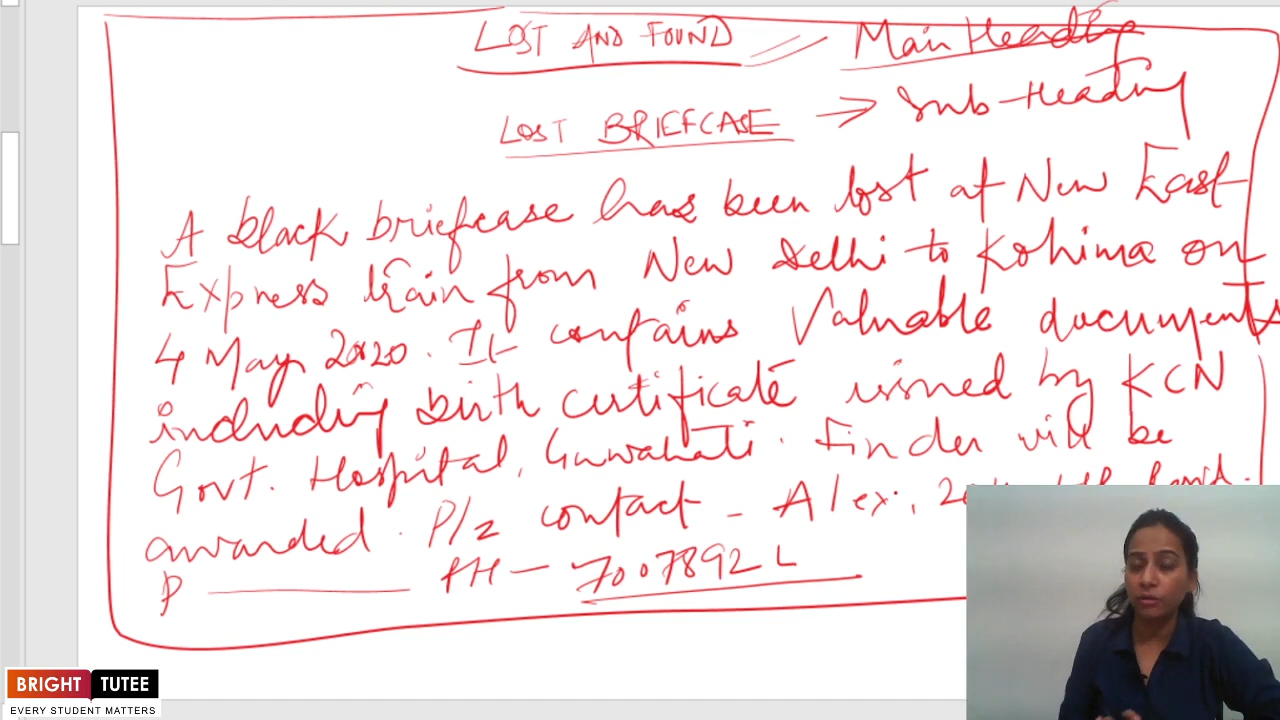 LOST AND FOUND Main Heading
LOST BRIEFCASE → Sub-Heading
A black briefcase has been lost at New East
Express train from New Delhi to Kohima on
4 May 2020. It contains Valuable documents
including birth certificate issued by KCN
Govt. Hospital, Guwahati. Finder will be
awarded. P/z contact - Alex,
PH - 7007892
BRIGHT TUTEE
EVERY STUDENT MATTERS